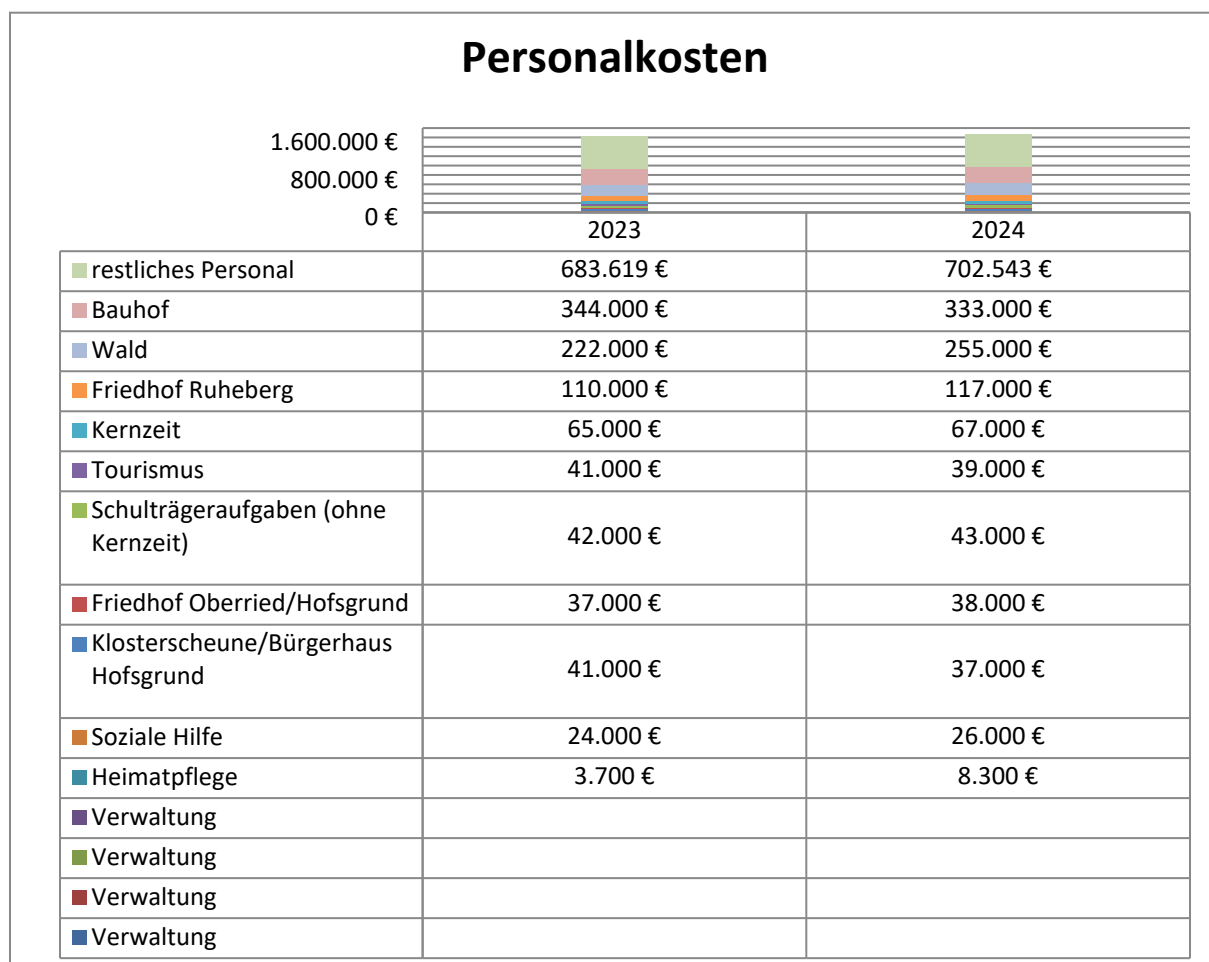 Personalkosten
1.600.000 €
800.000 €
0 €
2023 2024
restliches Personal 683.619 € 702.543 €
Bauhof 344.000 € 333.000 €
Wald 222.000 € 255.000 €
Friedhof Ruheberg 110.000 € 117.000 €
Kernzeit 65.000 € 67.000 €
Tourismus 41.000 € 39.000 €
Schulträgeraufgaben (ohne
Kernzeit) 42.000 € 43.000 €
Friedhof Oberried/Hofsgrund 37.000 € 38.000 €
Klosterscheune/Bürgerhaus
Hofsgrund 41.000 € 37.000 €
Soziale Hilfe 24.000 € 26.000 €
Heimatpflege 3.700 € 8.300 €
Verwaltung
Verwaltung
Verwaltung
Verwaltung